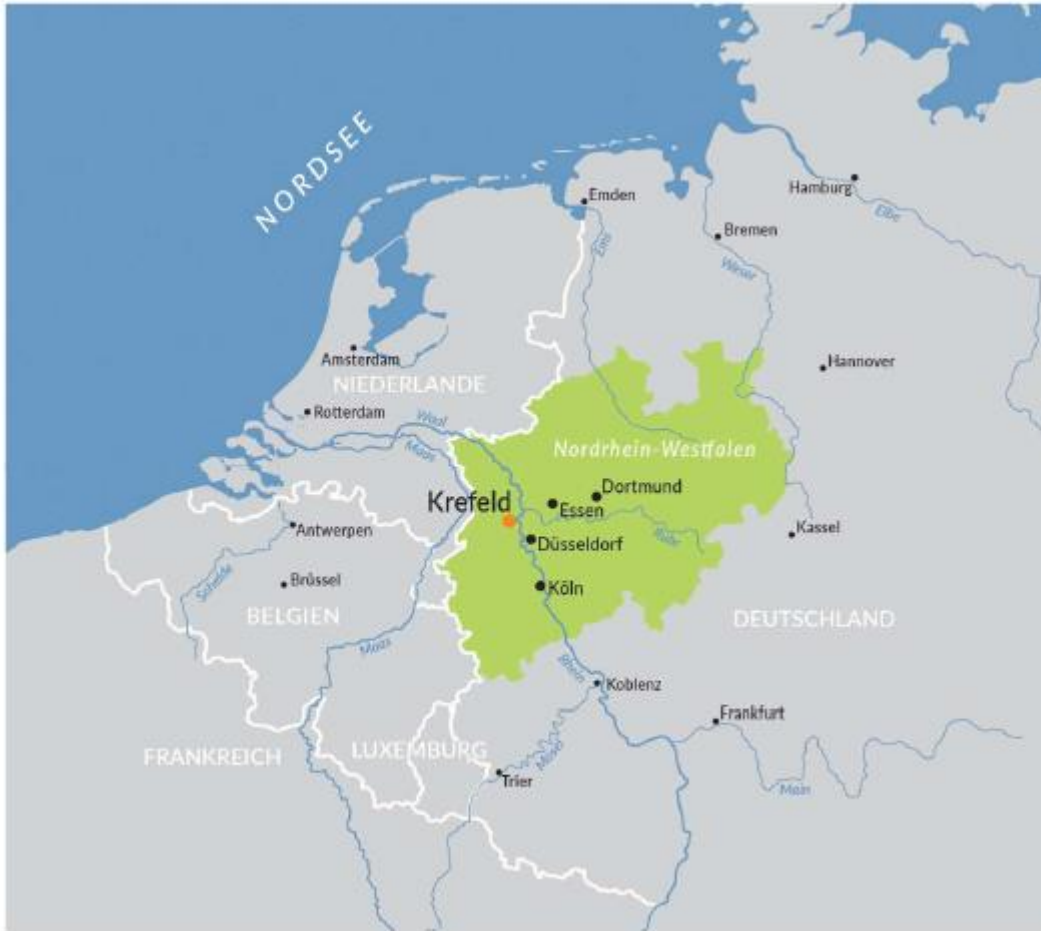 NORDSEE
Hamburg
Elbe
Emden
Ems
Bremen
Weser
Amsterdam
NIEDERLANDE
Hannover
Rotterdam
Waal
Maas
Nordrhein-Westfalen
Krefeld
Dortmund
Essen
Antwerpen
Kassel
Düsseldorf
Ruhr
Schelde
Brüssel
Köln
BELGIEN
DEUTSCHLAND
Maas
Rhein
Koblenz
Frankfurt
FRANKREICH
LUXEMBURG
Mosel
Trier
Main